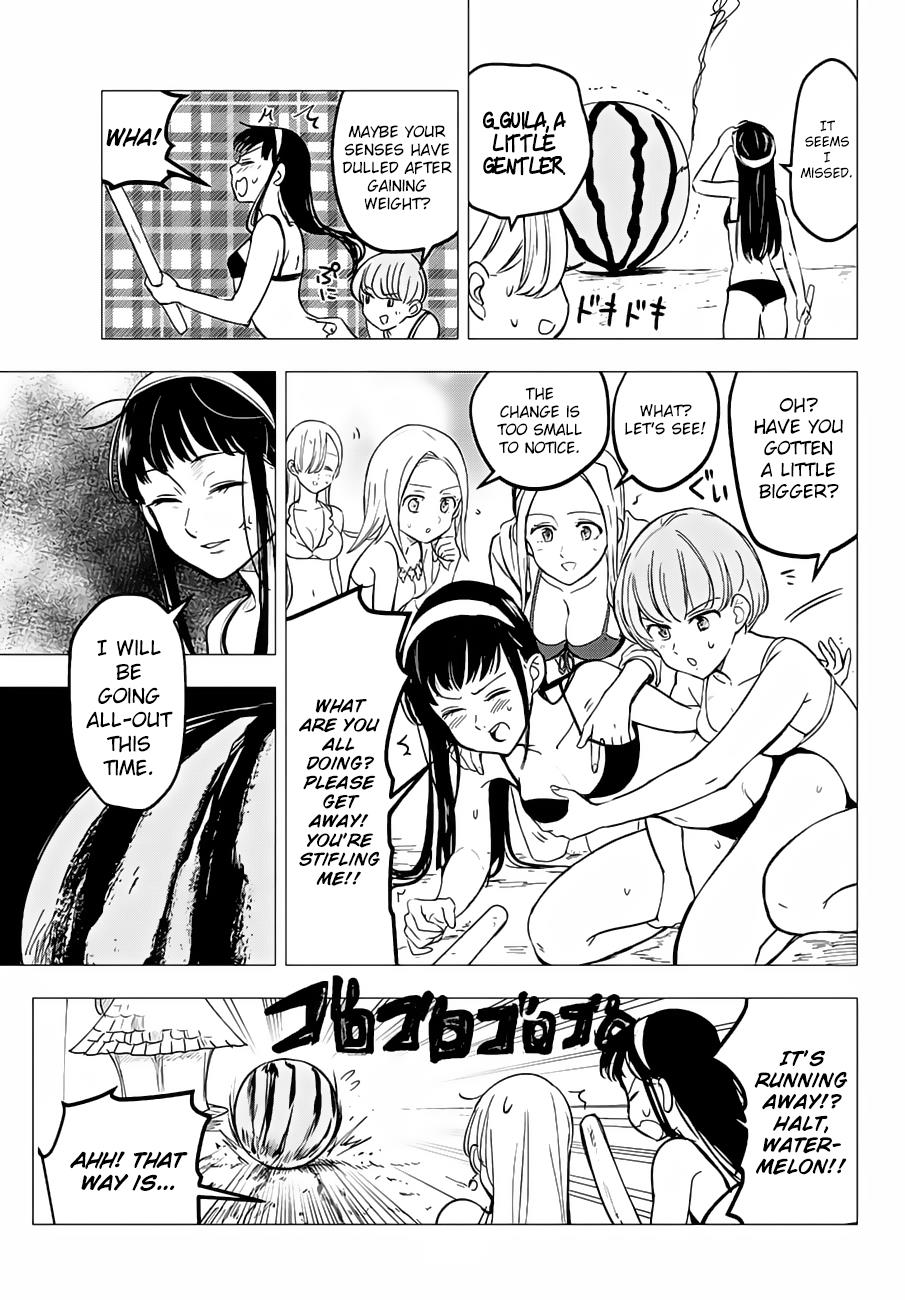 IT
SEEMS
I
MISSED.
G-GUILA, A
LITTLE
GENTLER
ドキドキ
MAYBE YOUR
SENSES HAVE
DULLED AFTER
GAINING
WEIGHT?
ぷに
WHA!
OH?
HAVE YOU
GOTTEN
A LITTLE
BIGGER?
WHAT?
LET'S SEE!
THE
CHANGE IS
TOO SMALL
TO NOTICE.
ぐい
WHAT
ARE YOU
ALL
DOING?
PLEASE
GET
AWAY!
YOU'RE
STIFLING
ME!!
I WILL
BE
GOING
ALL-OUT
THIS
TIME.
ゴロゴロゴロゴロ
IT'S
RUNNING
AWAY!?
HALT,
WATER-
MELON!!
AHH! THAT
WAY IS...